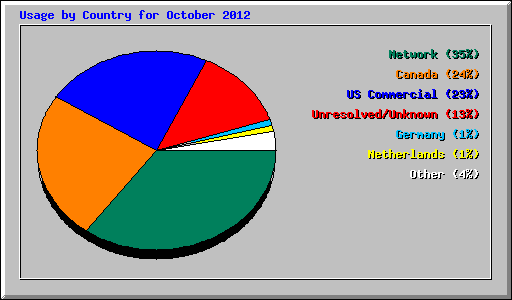 Usage by Country for October 2012
Network (35%)
Canada (24%)
US Commercial (23%)
Unresolved/Unknown (13%)
Germany (1%)
Netherlands (1%)
Other (4%)